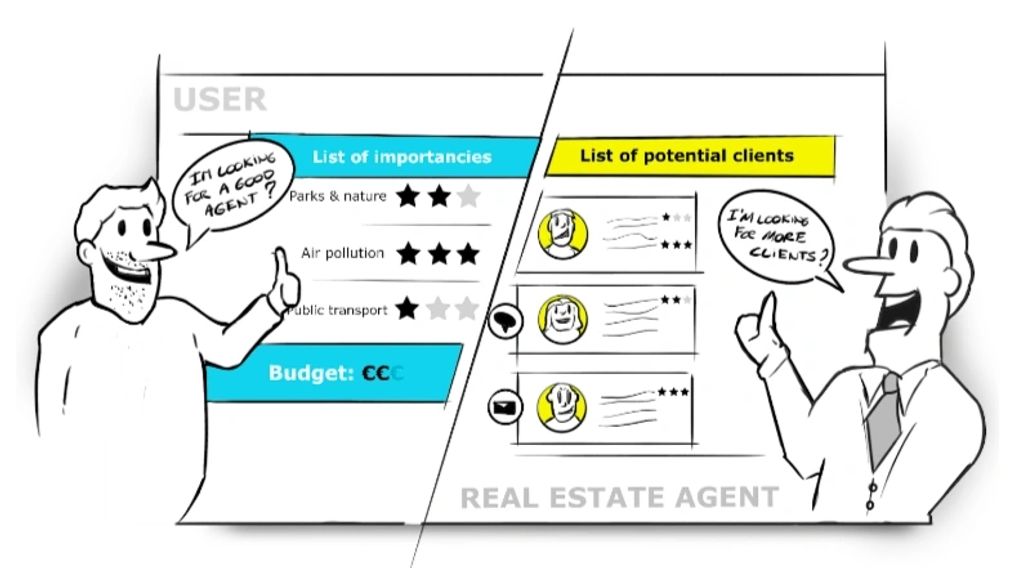 USER
I'M LOOKING
FOR A GOOD
AGENT?
List of importancies
Parks & nature
Air pollution
Public transport
Budget: €€€
List of potential clients
I'M LOOKING
FOR MORE
CLIENTS?
REAL ESTATE AGENT